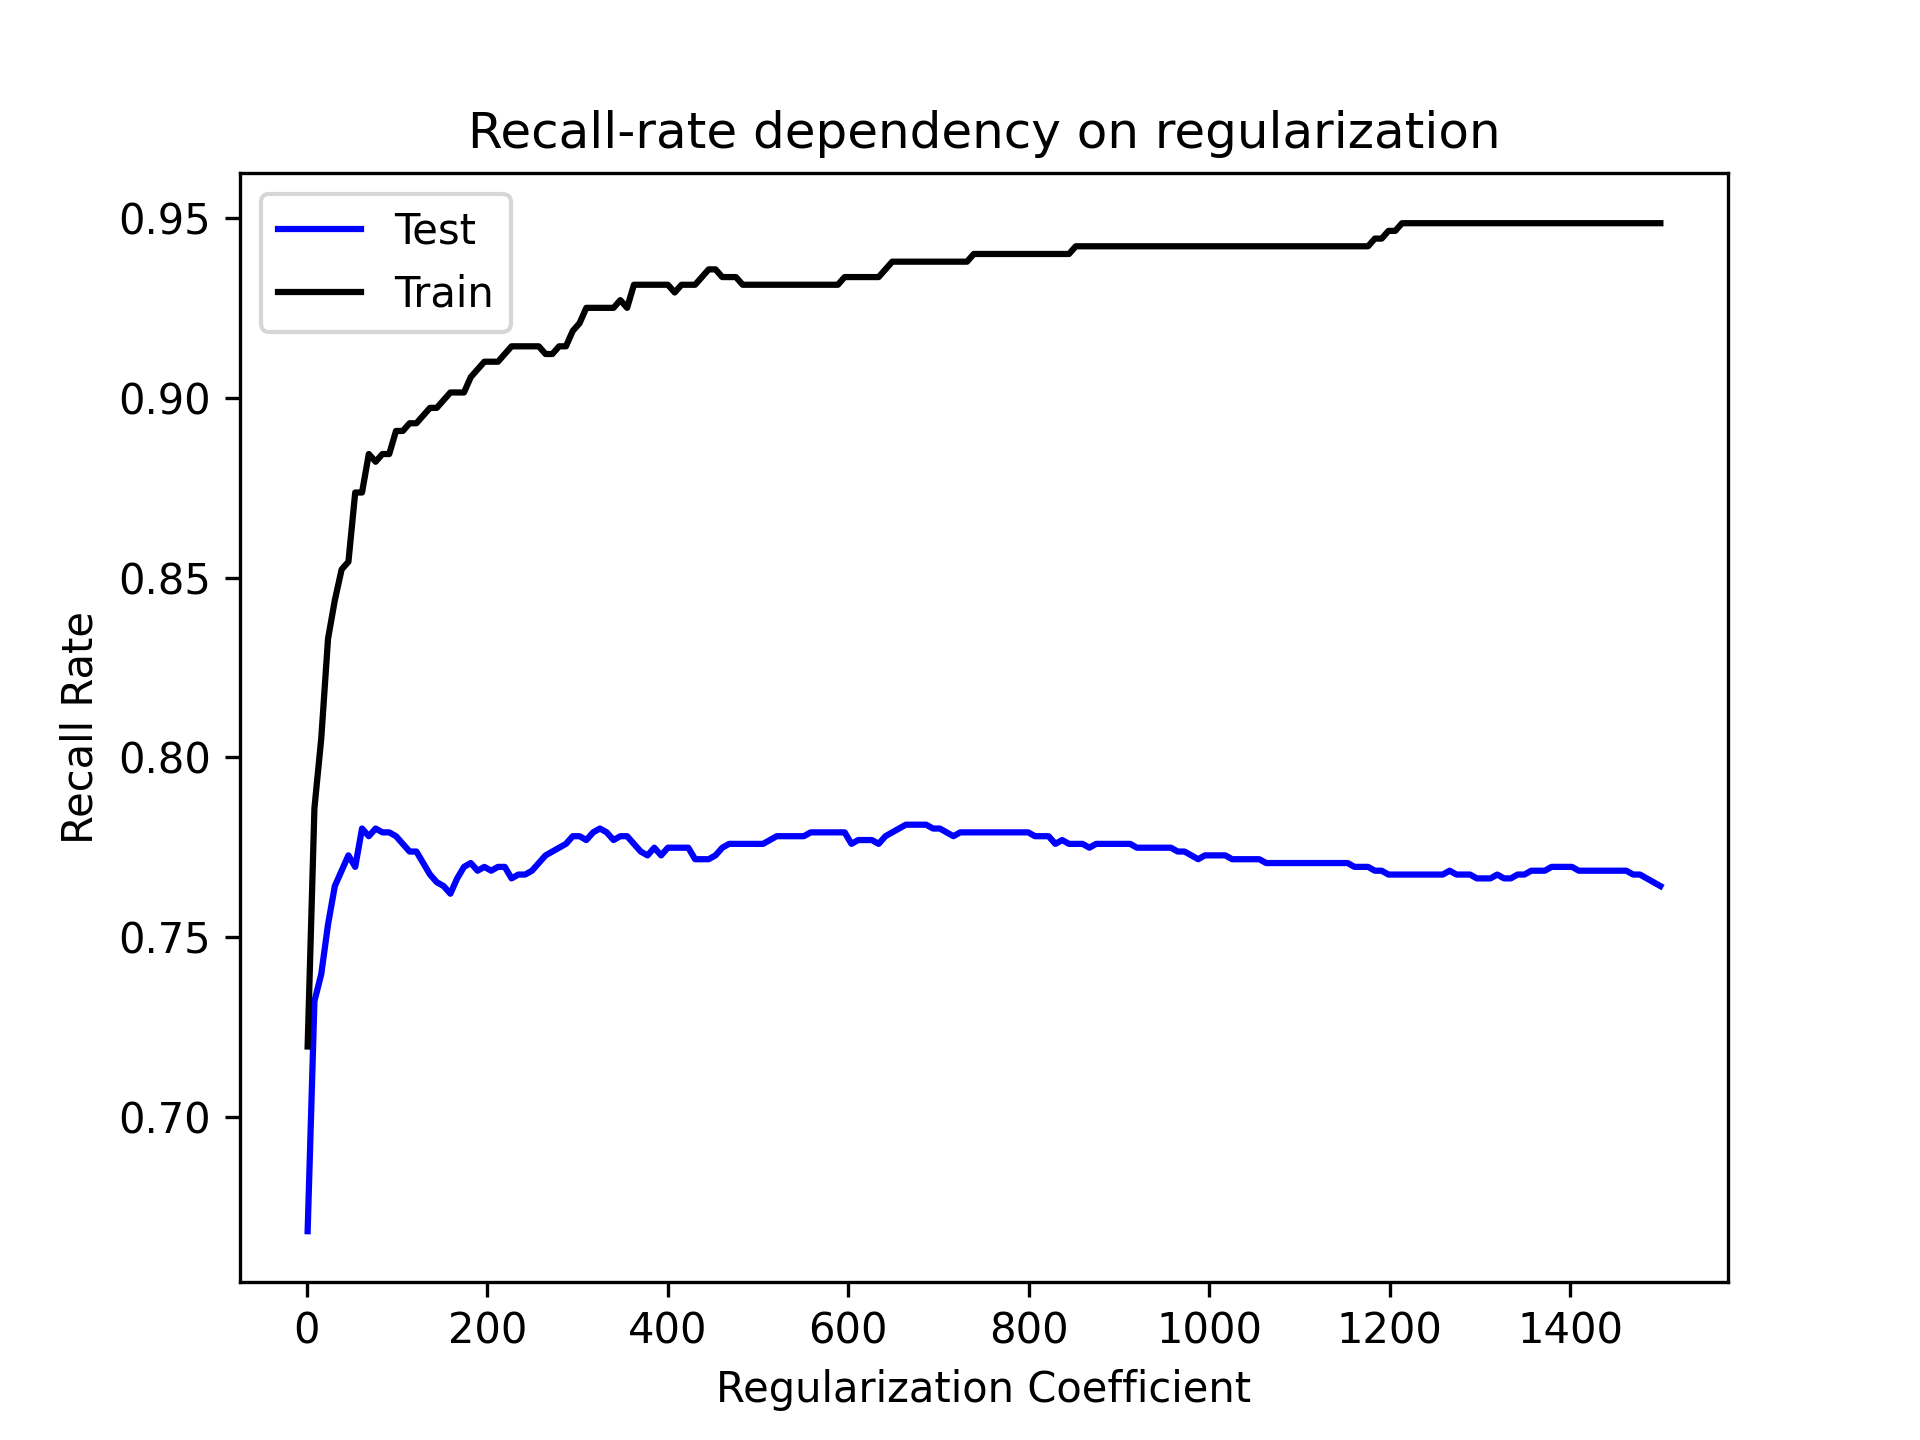 Recall-rate dependency on regularization
Test
Train
0.95
0.90
0.85
0.80
0.75
0.70
Recall Rate
0 200 400 600 800 1000 1200 1400
Regularization Coefficient